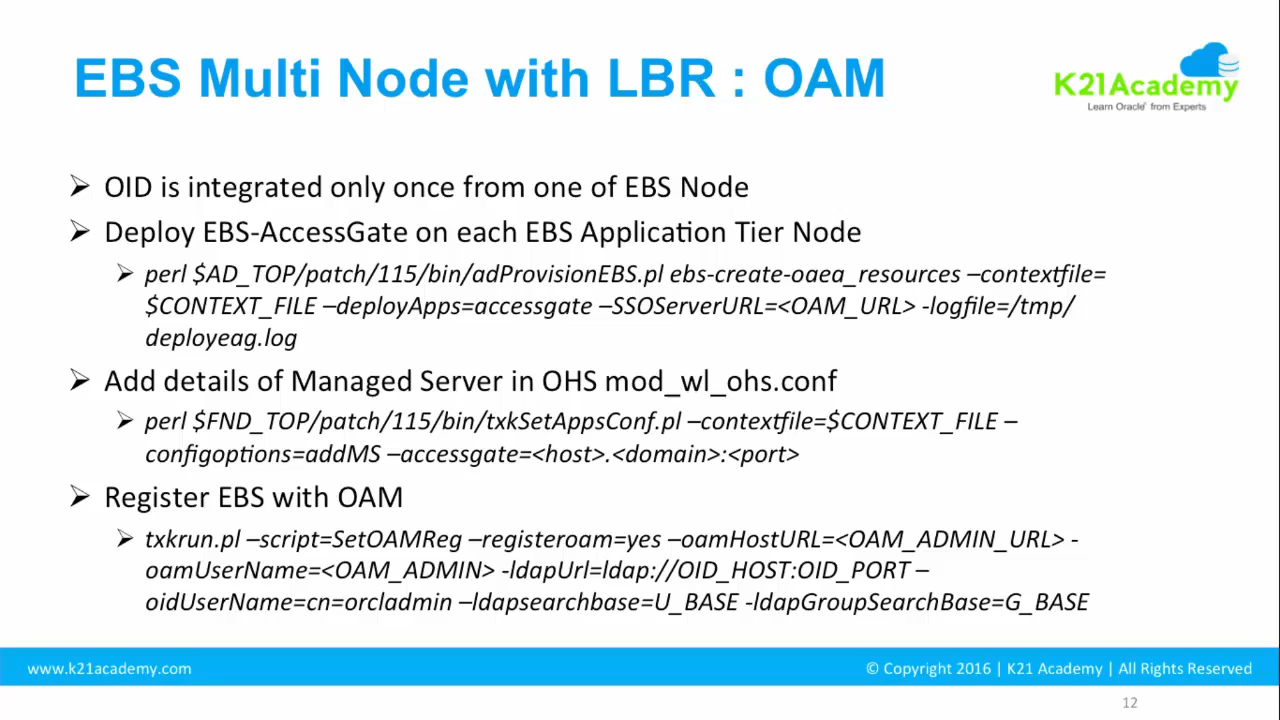 EBS Multi Node with LBR : OAM
K21Academy
Learn Oracle' from Experts
➢ OID is integrated only once from one of EBS Node
➢ Deploy EBS-AccessGate on each EBS Application Tier Node
➢ perl $AD_TOP/patch/115/bin/adProvisionEBS.pl ebs-create-oaea_resources –contextfile=
$CONTEXT_FILE –deployApps=accessgate –SSOServerURL=<OAM_URL> -logfile=/tmp/
deployeag.log
➢ Add details of Managed Server in OHS mod_wl_ohs.conf
➢ perl $FND_TOP/patch/115/bin/txkSetAppsConf.pl –contextfile=$CONTEXT_FILE –
configoptions=addMS –accessgate=<host>.<domain>:<port>
➢ Register EBS with OAM
➢ txkrun.pl –script=SetOAMReg –registeroam=yes –oamHostURL=<OAM_ADMIN_URL> -
oamUserName=<OAM_ADMIN> -ldapUrl=ldap://OID_HOST:OID_PORT –
oidUserName=cn=orcladmin –ldapsearchbase=U_BASE -ldapGroupSearchBase=G_BASE
www.k21academy.com
© Copyright 2016 | K21 Academy | All Rights Reserved
12